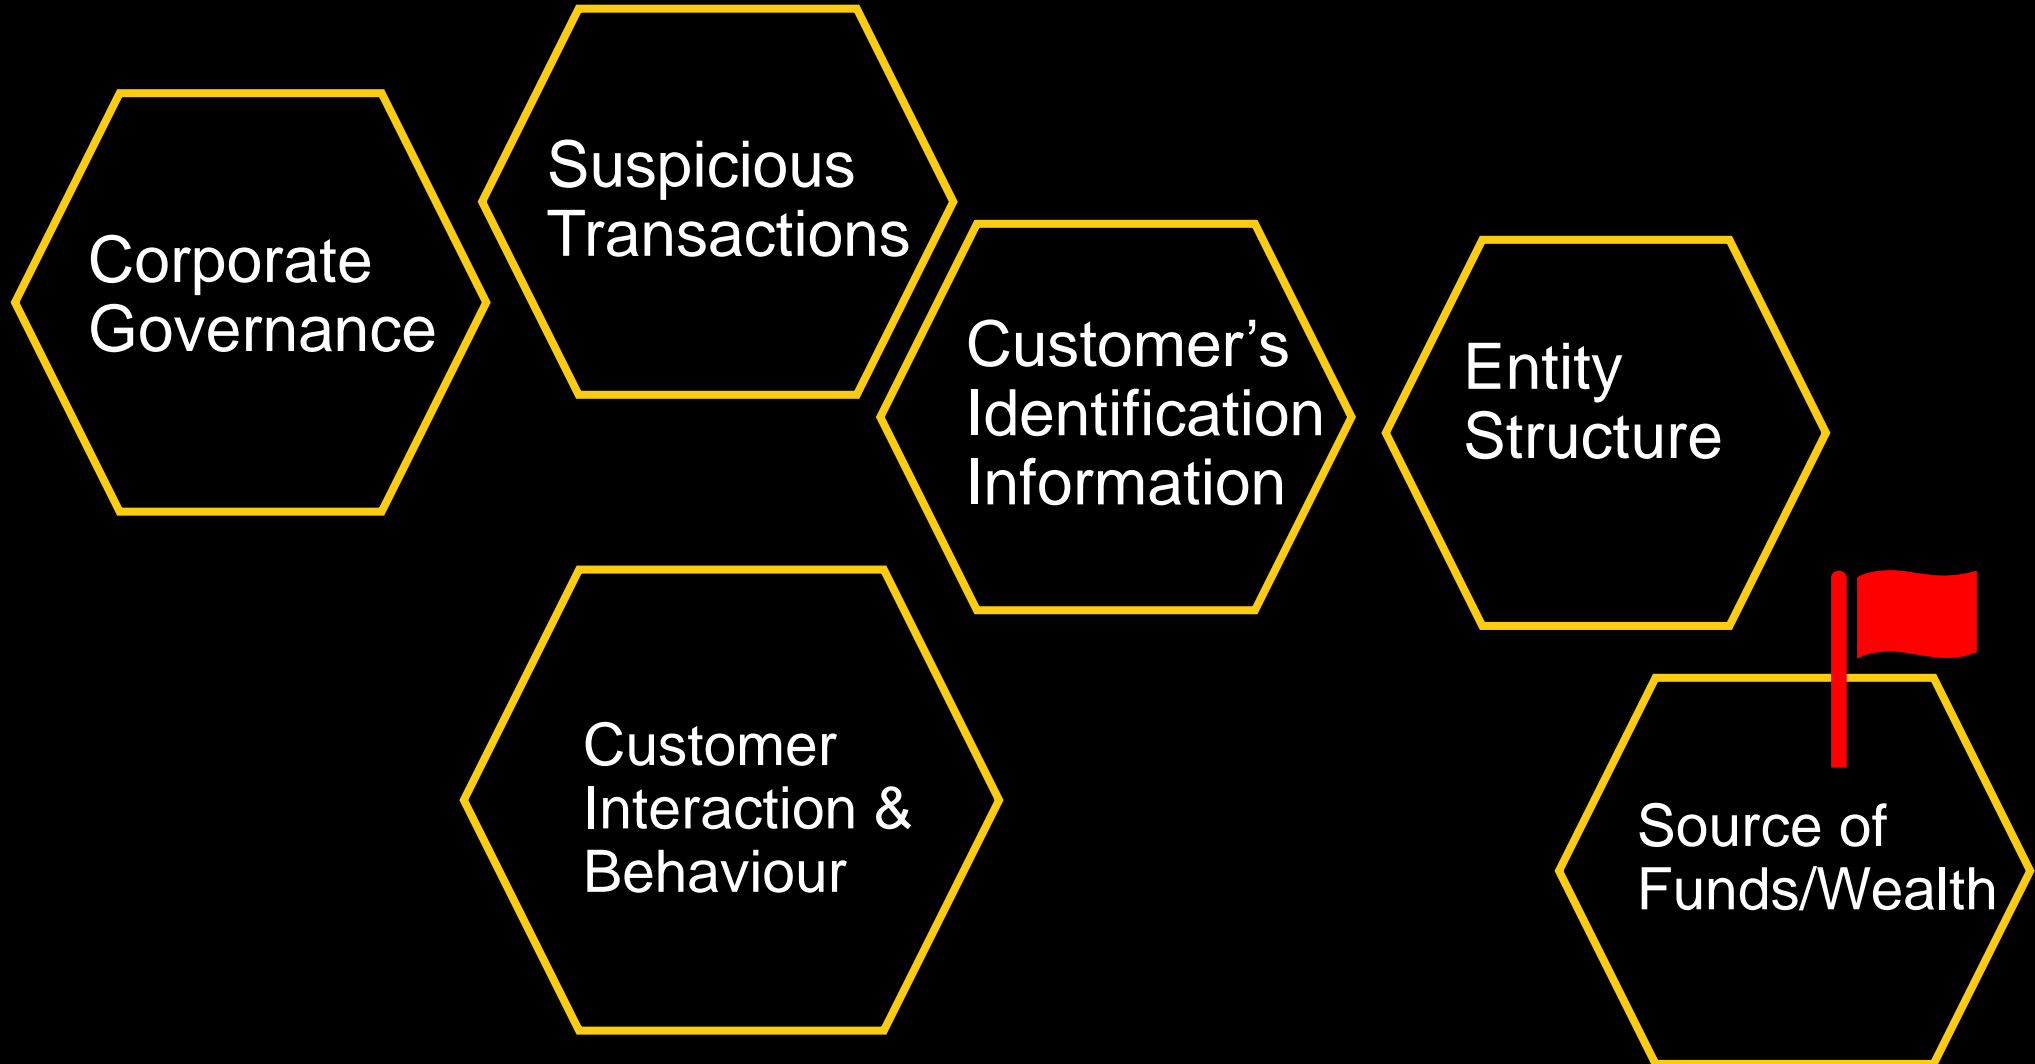 Corporate
Governance
Suspicious
Transactions
Customer’s
Identification
Information
Entity
Structure
Customer
Interaction &
Behaviour
Source of
Funds/Wealth